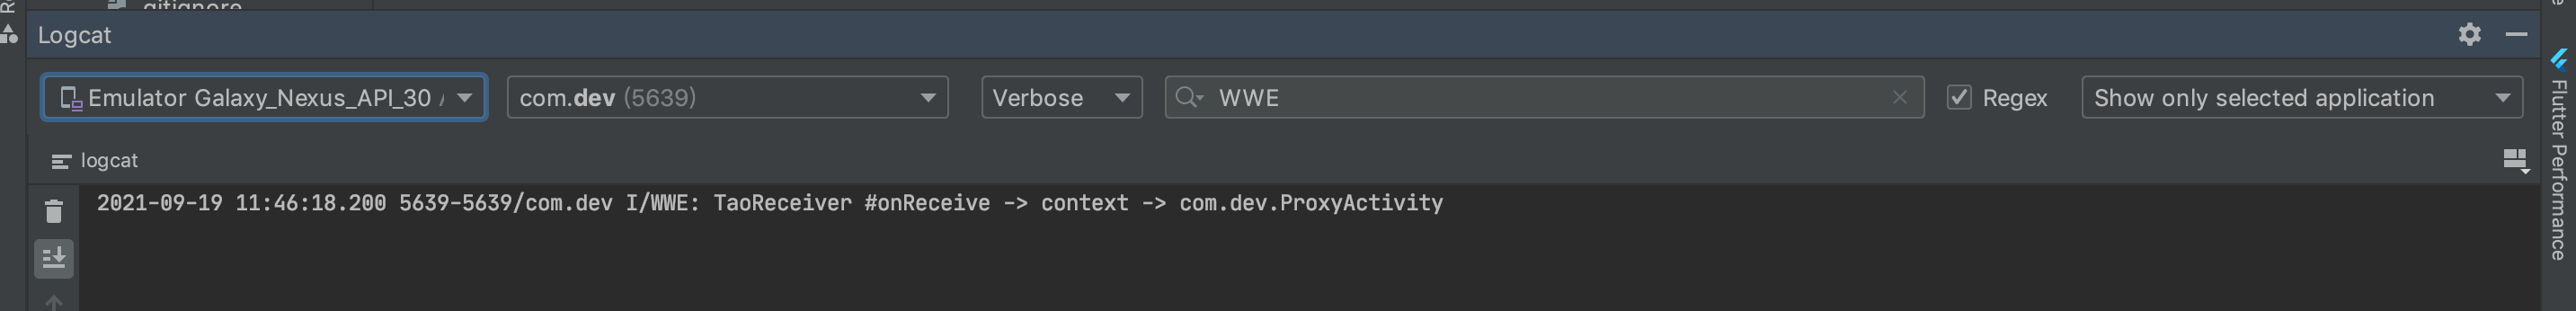 .gitignore
Logcat
Emulator Galaxy_Nexus_API_30
com.dev (5639)
Verbose
WWE
Regex
Show only selected application
logcat
2021-09-19 11:46:18.200 5639-5639/com.dev I/WWE: TaoReceiver #onReceive -> context -> com.dev.ProxyActivity
Flutter Performance